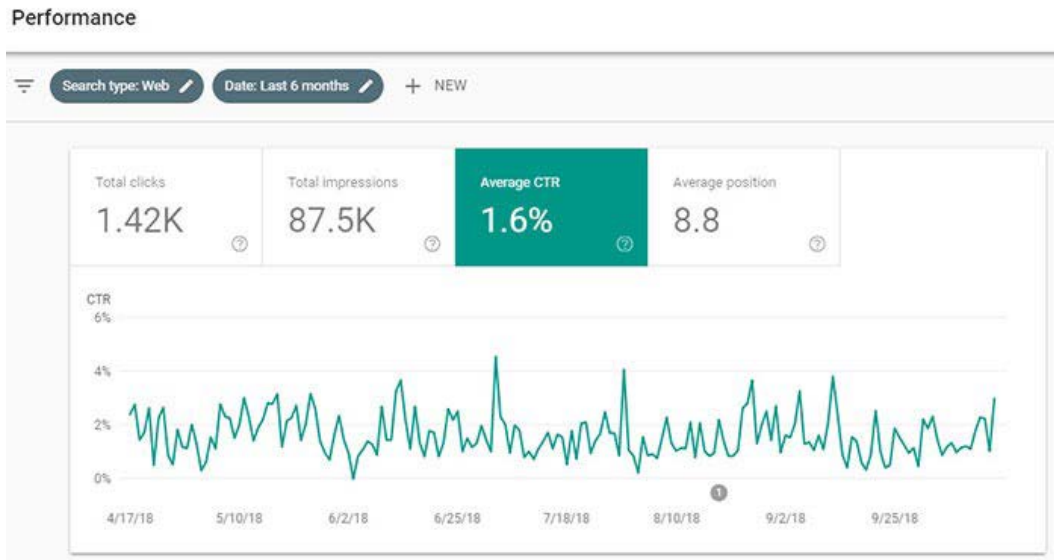 Performance
Search type: Web
Date: Last 6 months
+ NEW
Total clicks
1.42K
Total impressions
87.5K
Average CTR
1.6%
Average position
8.8
CTR
6%
4%
2%
0%
1
4/17/18 5/10/18 6/2/18 6/25/18 7/18/18 8/10/18 9/2/18 9/25/18